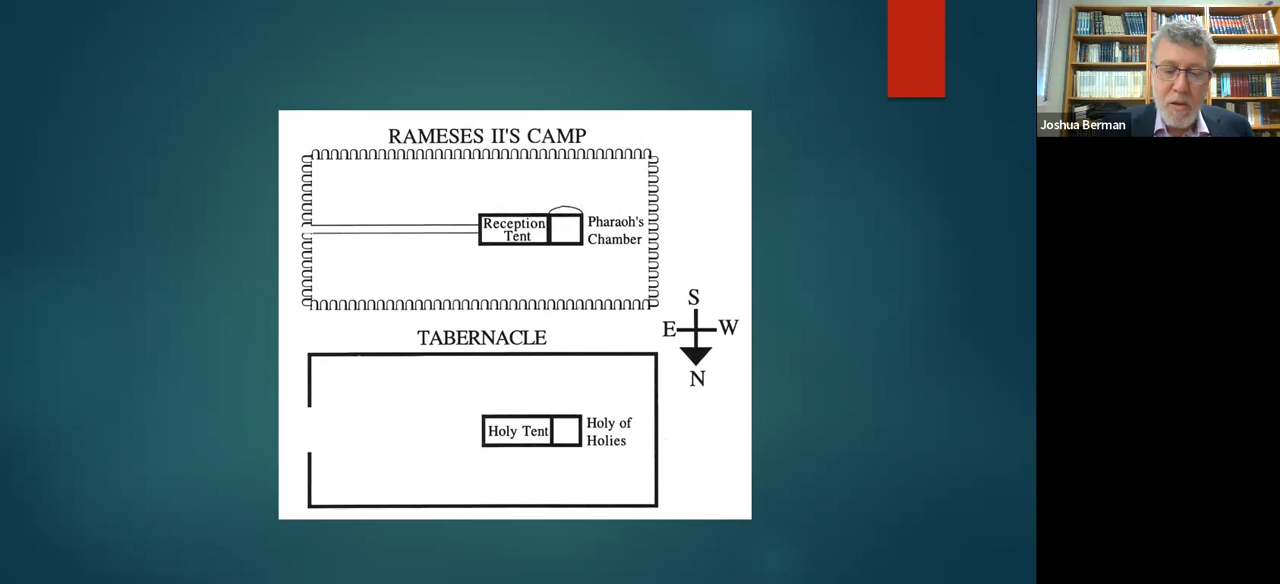 RAMESES II'S CAMP
Reception
Tent
Pharaoh's
Chamber
S
E
W
N
TABERNACLE
Holy Tent
Holy of
Holies
Joshua Berman